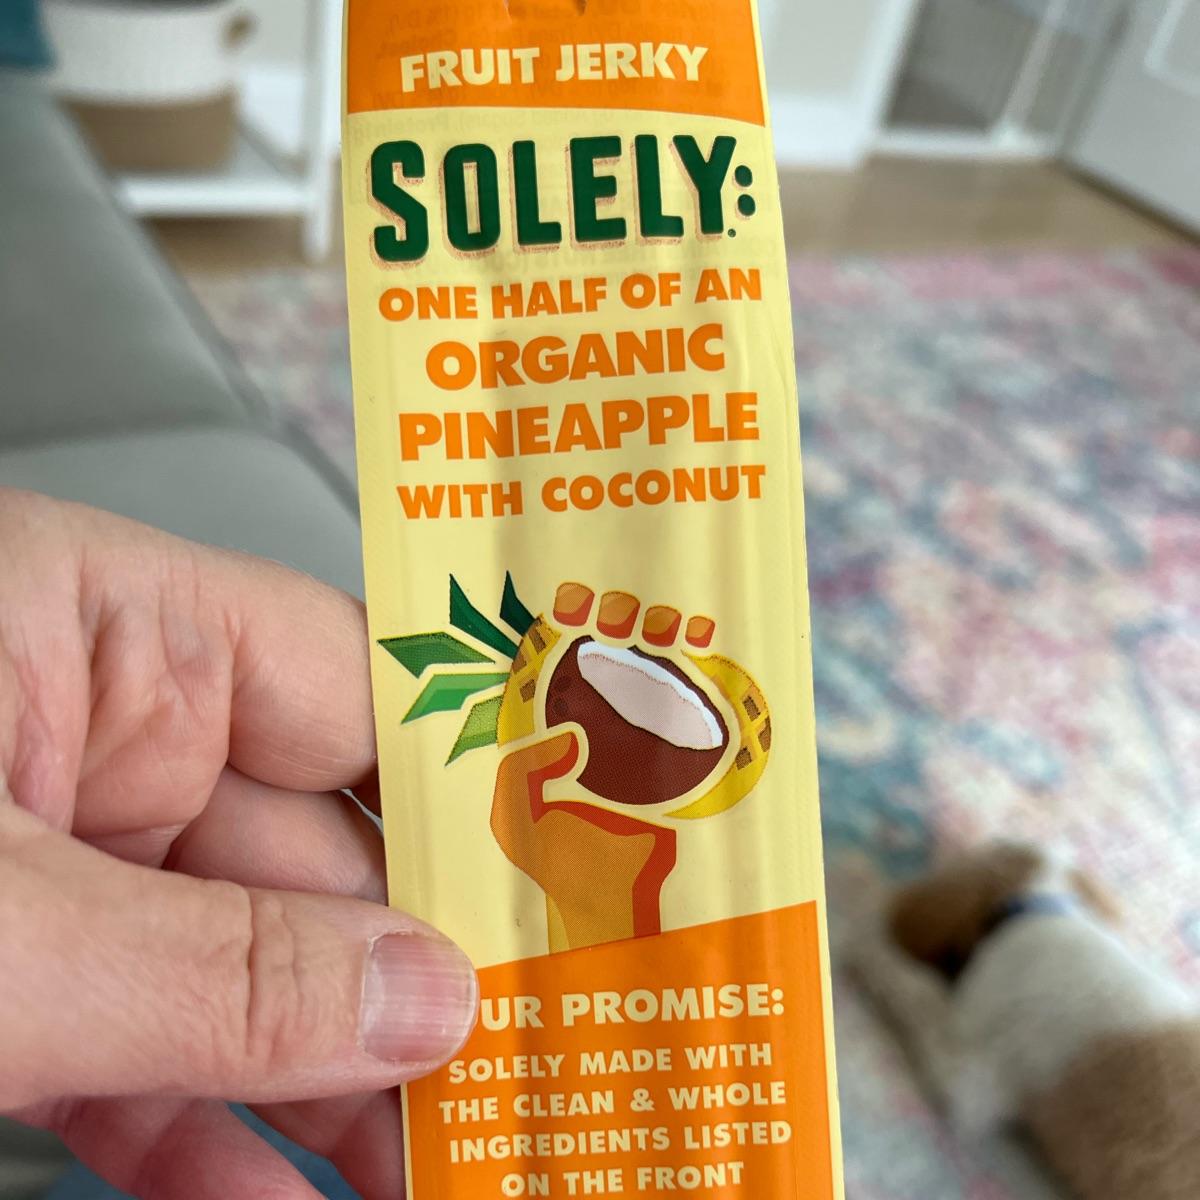 FRUIT JERKY
SOLELY:
ONE HALF OF AN
ORGANIC
PINEAPPLE
WITH COCONUT
UR PROMISE:
SOLELY MADE WITH
THE CLEAN & WHOLE
INGREDIENTS LISTED
ON THE FRONT